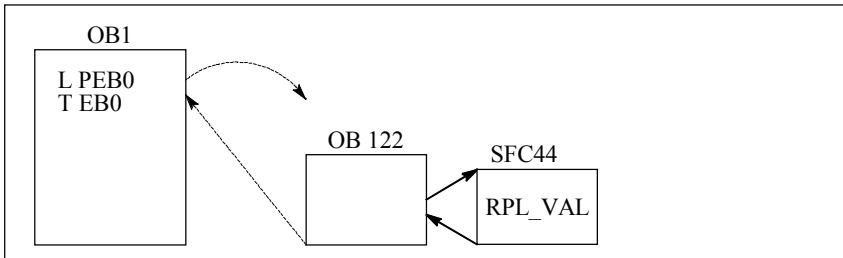 OB1
L PEB0
T EB0
OB 122
SFC44
RPL_VAL